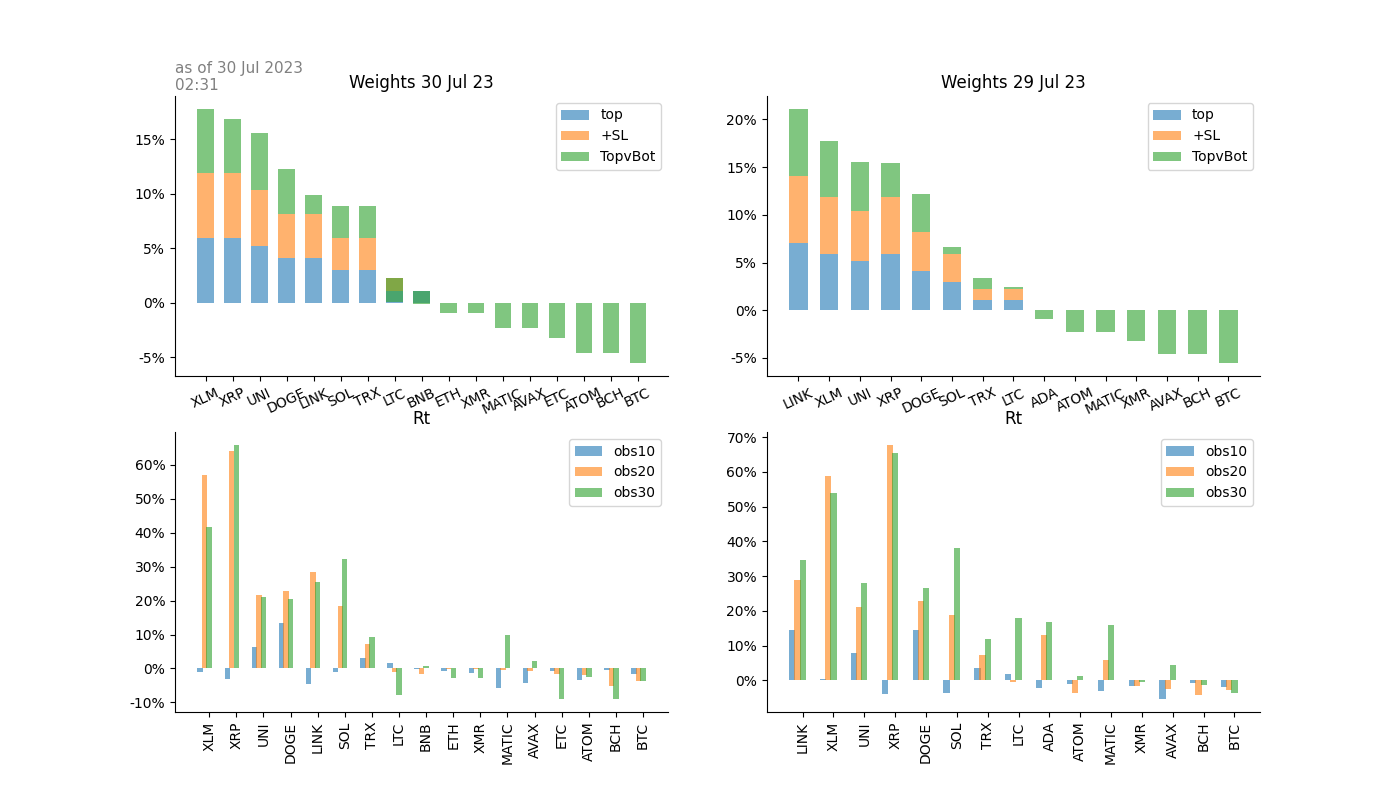 as of 30 Jul 2023
02:31
Weights 30 Jul 23
top
+SL
TopvBot
15%
10%
5%
0%
-5%
XLM XRP UNI DOGE LINK SOL TRX LTC BNB ETH XMR MATIC AVAX ETC ATOM BCH BTC
Weights 29 Jul 23
top
+SL
TopvBot
20%
15%
10%
5%
0%
-5%
LINK XLM UNI XRP DOGE SOL TRX LTC ADA ATOM MATIC XMR AVAX BCH BTC
Rt
obs10
obs20
obs30
60%
50%
40%
30%
20%
10%
0%
-10%
XLM XRP UNI DOGE LINK SOL TRX LTC BNB ETH XMR MATIC AVAX ETC ATOM BCH BTC
Rt
obs10
obs20
obs30
70%
60%
50%
40%
30%
20%
10%
0%
LINK XLM UNI XRP DOGE SOL TRX LTC ADA ATOM MATIC XMR AVAX BCH BTC